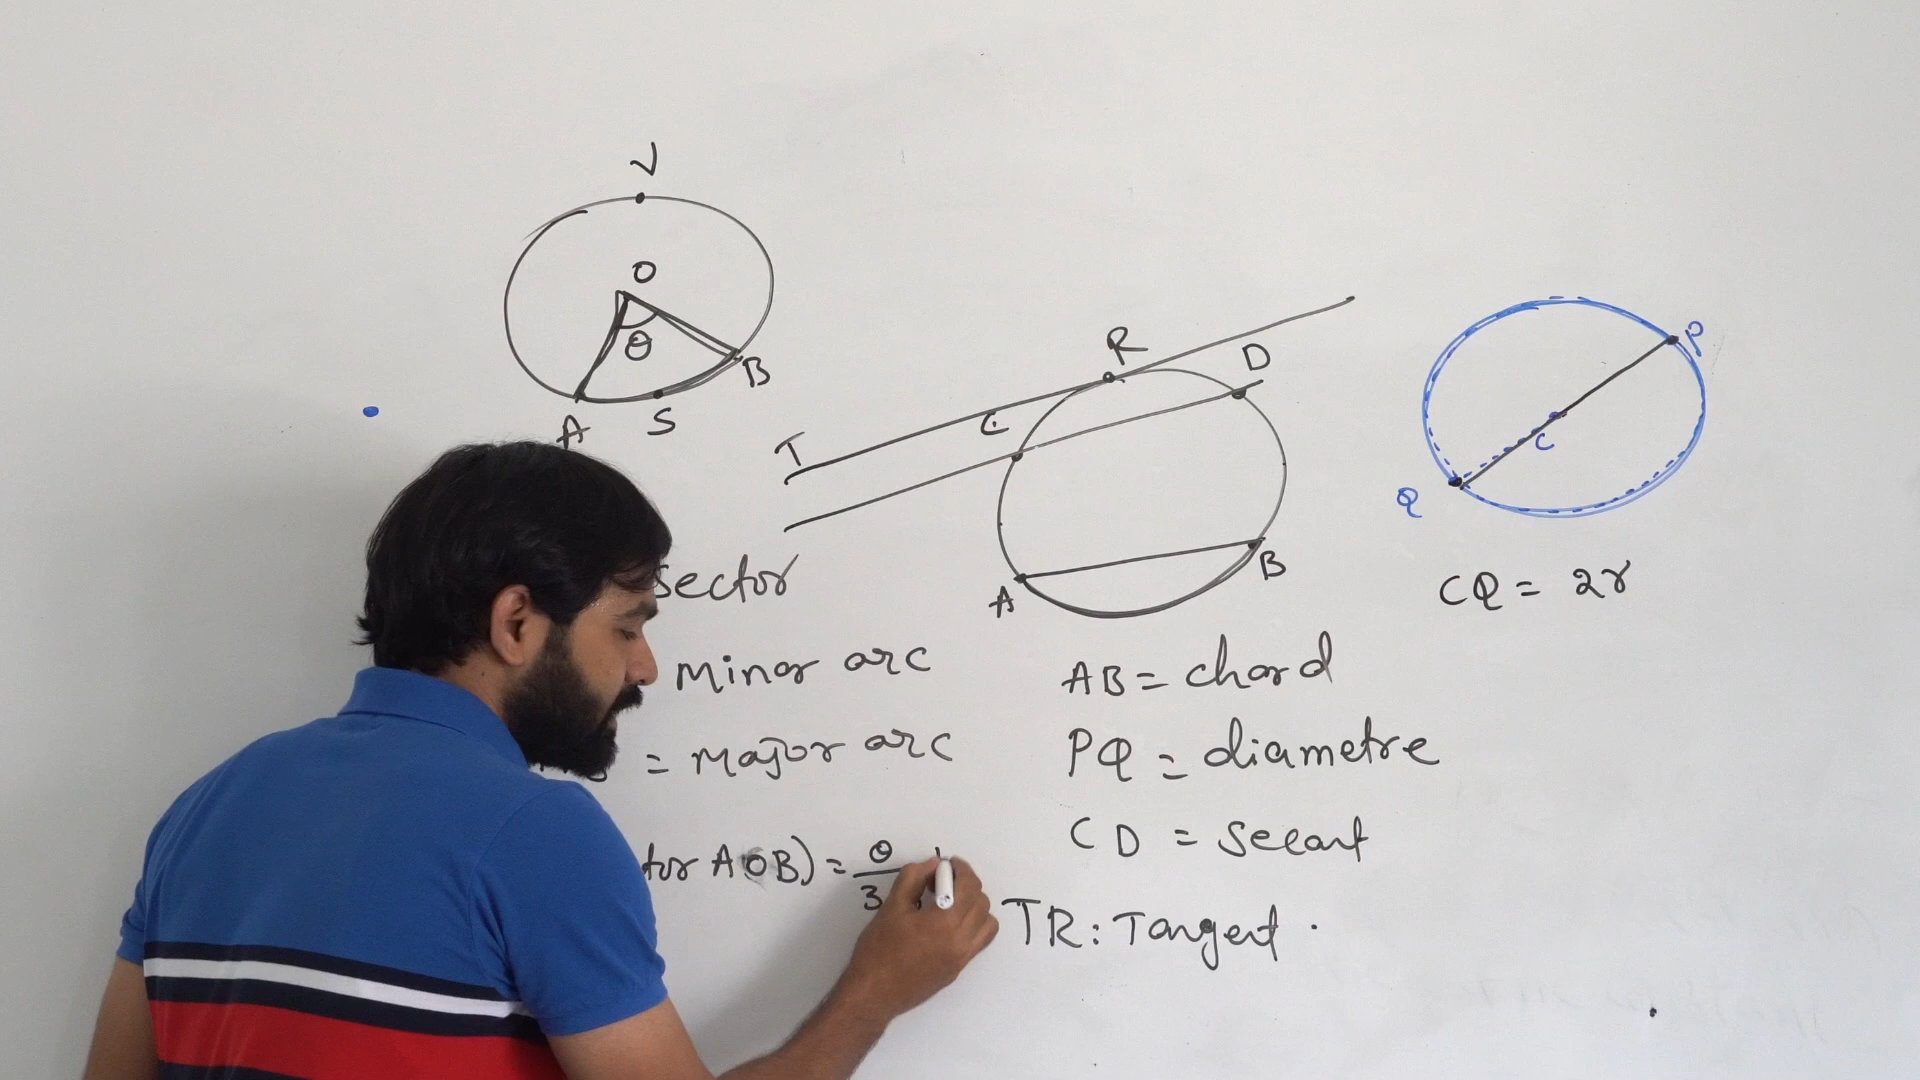 V
O
θ
B
A
S
R
D
C
T
A
B
P
C
Q
sector
CQ = 2r
Minor arc
AB = chord
= Major arc
PQ = diametre
CD = Secant
tor AOB) = θ
3
TR: Tangent .